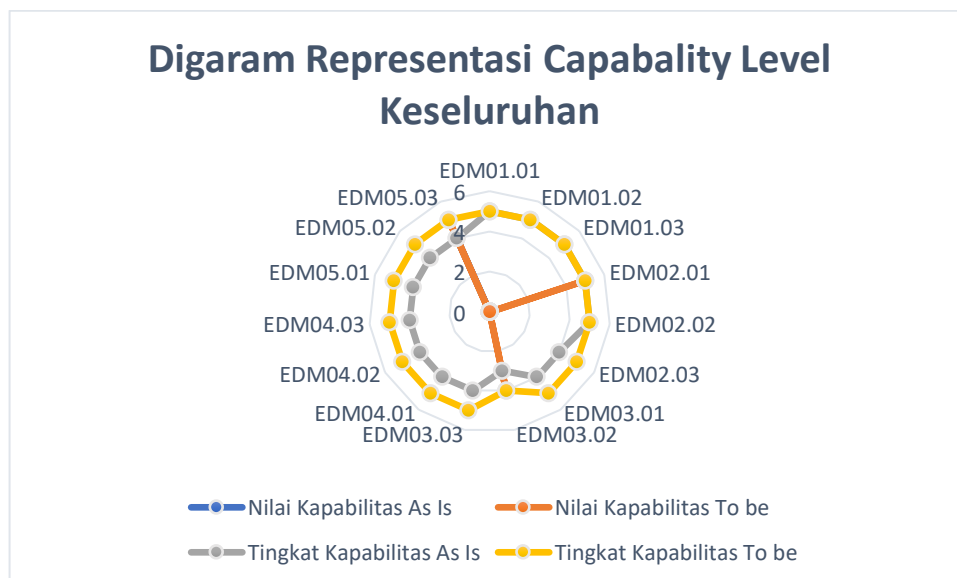 Digaram Representasi Capabality Level
Keseluruhan
EDM01.01
EDM01.02
EDM01.03
EDM02.01
EDM02.02
EDM02.03
EDM03.01
EDM03.02
EDM03.03
EDM04.01
EDM04.02
EDM04.03
EDM05.01
EDM05.02
EDM05.03
6
4
2
0
Nilai Kapabilitas As Is
Nilai Kapabilitas To be
Tingkat Kapabilitas As Is
Tingkat Kapabilitas To be